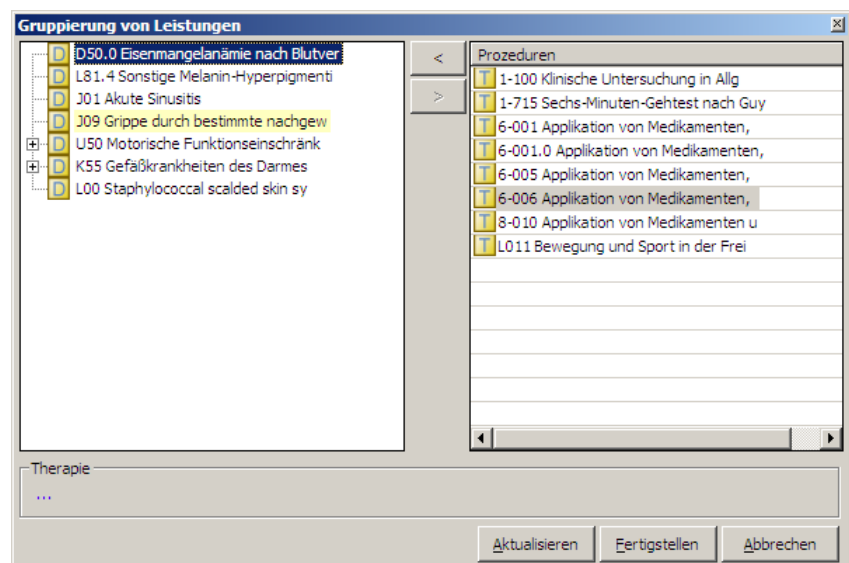 Gruppierung von Leistungen
D D50.0 Eisenmangelanämie nach Blutver
D L81.4 Sonstige Melanin-Hyperpigmenti
D J01 Akute Sinusitis
D J09 Grippe durch bestimmte nachgew
D U50 Motorische Funktionseinschränk
D K55 Gefäßkrankheiten des Darmes
D L00 Staphylococcal scalded skin sy
<
>
Prozeduren
T 1-100 Klinische Untersuchung in Allg
T 1-715 Sechs-Minuten-Gehtest nach Guy
T 6-001 Applikation von Medikamenten,
T 6-001.0 Applikation von Medikamenten,
T 6-005 Applikation von Medikamenten,
T 6-006 Applikation von Medikamenten,
T 8-010 Applikation von Medikamenten u
T L011 Bewegung und Sport in der Frei
Therapie
...
Aktualisieren Fertigstellen Abbrechen